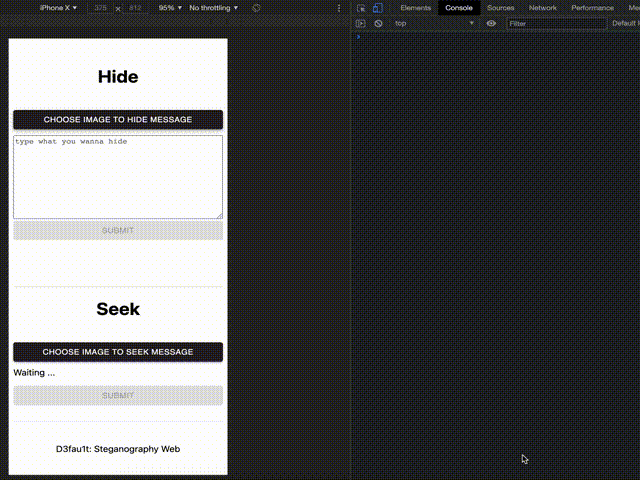 iPhone X ▼ 375 × 812 95% ▼ No throttling ▼
Elements Console Sources Network Performance
top ▼ Filter Default
Hide
CHOOSE IMAGE TO HIDE MESSAGE
type what you wanna hide
SUBMIT
Seek
CHOOSE IMAGE TO SEEK MESSAGE
Waiting ...
SUBMIT
D3fau1t: Steganography Web